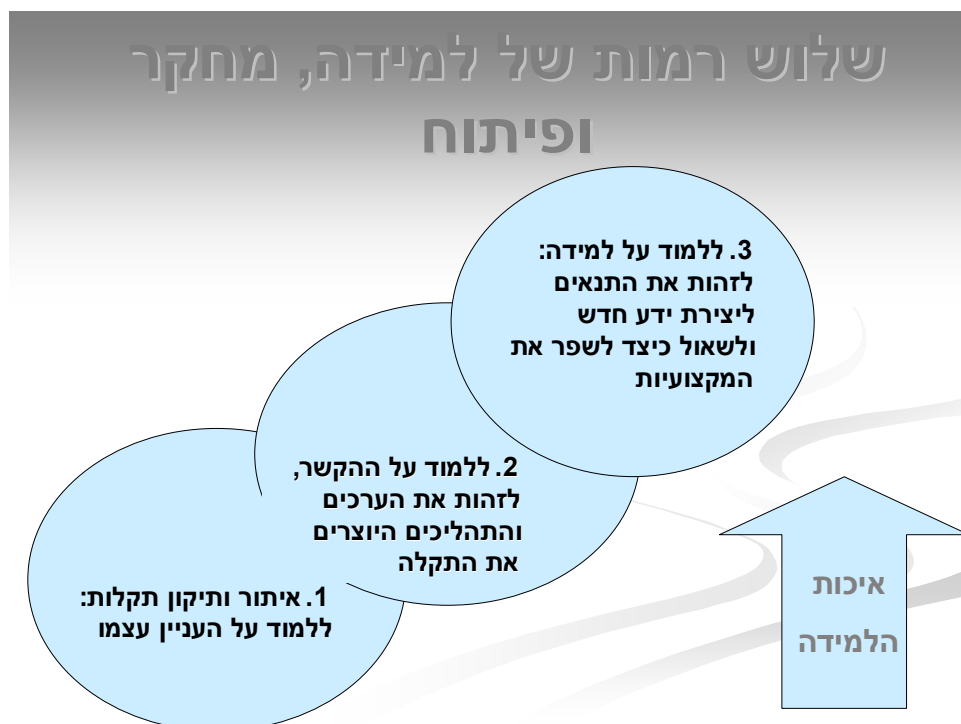 שלוש רמות של למידה, מחקר
ופיתוח
3. ללמוד על למידה:
לזהות את התנאים
ליצירת ידע חדש
ולשאול כיצד לשפר את
המקצועיות
2. ללמוד על ההקשר,
לזהות את הערכים
והתהליכים היוצרים
את התקלה
1. איתור ותיקון תקלות:
ללמוד על העניין עצמו
איכות
הלמידה